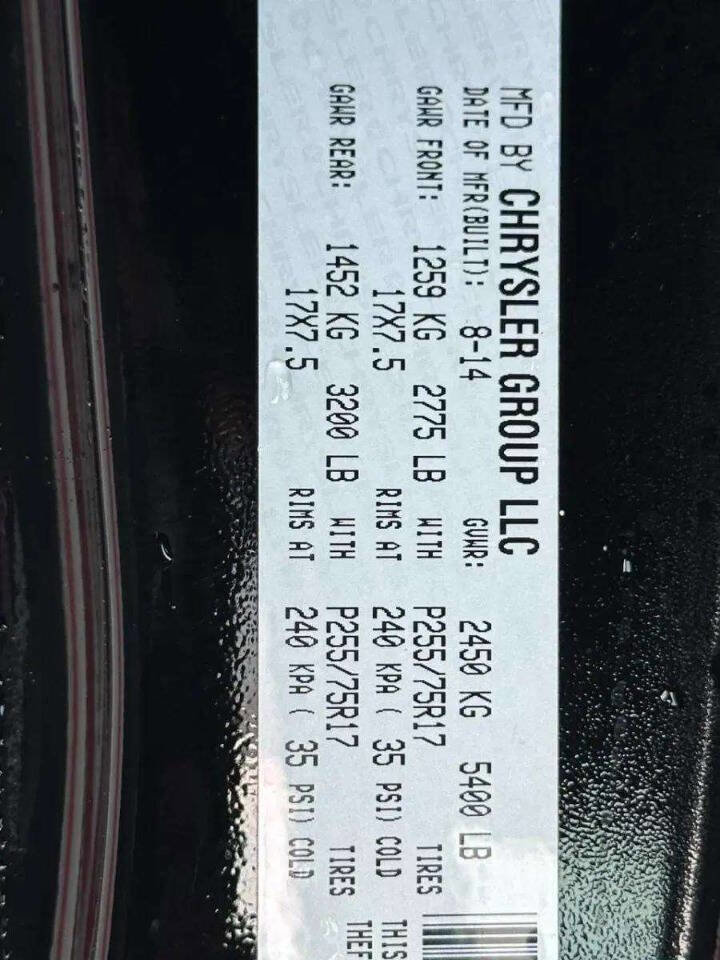 MFD BY CHRYSLER GROUP LLC
DATE OF MFR(BUILT): 8-14 GVWR: 2450 KG 5400 LB
GAWR FRONT: 1259 KG 2775 LB WITH P255/75R17 TIRES
17X7.5 RIMS AT 240 KPA ( 35 PSI) COLD
GAWR REAR: 1452 KG 3200 LB WITH P255/75R17 TIRES
17X7.5 RIMS AT 240 KPA ( 35 PSI) COLD
THIS
THEF